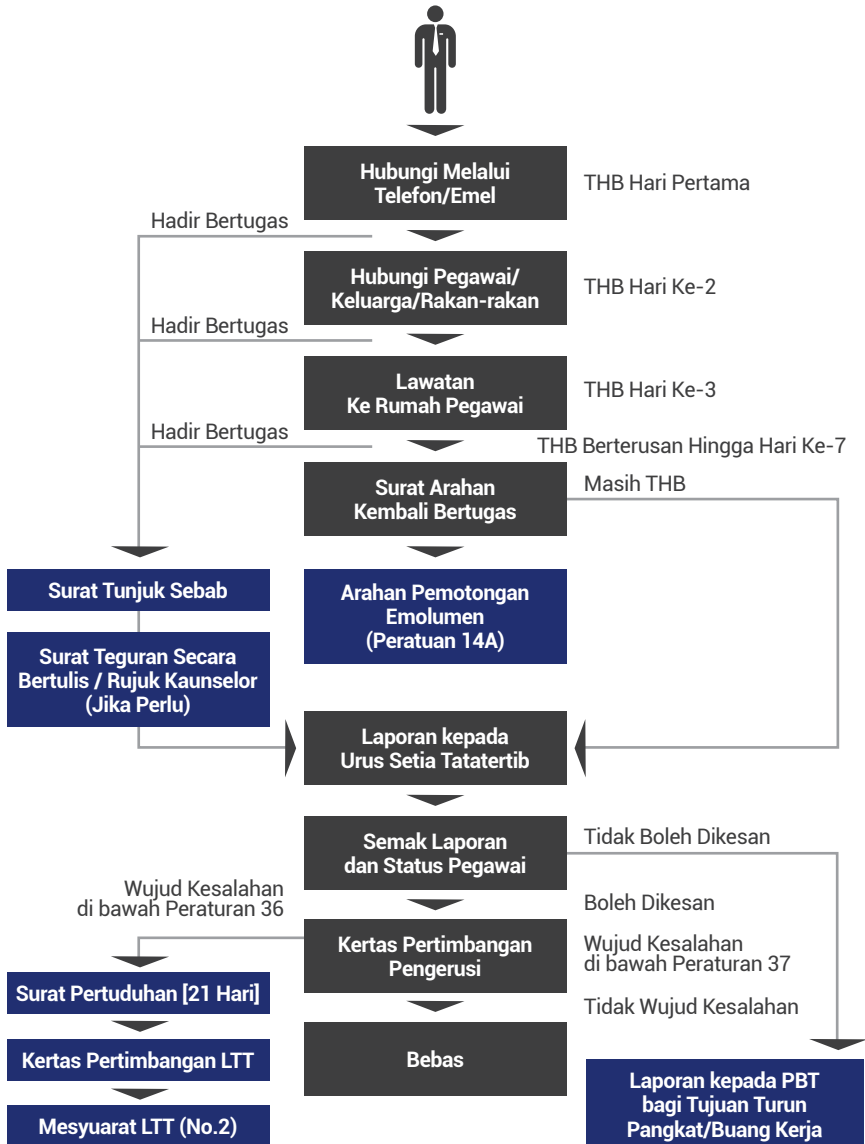 Hubungi Melalui
Telefon/Emel
THB Hari Pertama
Hadir Bertugas
Hubungi Pegawai/
Keluarga/Rakan-rakan
THB Hari Ke-2
Hadir Bertugas
Lawatan
Ke Rumah Pegawai
THB Hari Ke-3
Hadir Bertugas
THB Berterusan Hingga Hari Ke-7
Surat Arahan
Kembali Bertugas
Masih THB
Surat Tunjuk Sebab
Arahan Pemotongan
Emolumen
(Peratuan 14A)
Surat Teguran Secara
Bertulis / Rujuk Kaunselor
(Jika Perlu)
Laporan kepada
Urus Setia Tatatertib
Semak Laporan
dan Status Pegawai
Tidak Boleh Dikesan
Wujud Kesalahan
di bawah Peraturan 36
Boleh Dikesan
Kertas Pertimbangan
Pengerusi
Wujud Kesalahan
di bawah Peraturan 37
Surat Pertuduhan [21 Hari]
Tidak Wujud Kesalahan
Kertas Pertimbangan LTT
Bebas
Mesyuarat LTT (No.2)
Laporan kepada PBT
bagi Tujuan Turun
Pangkat/Buang Kerja